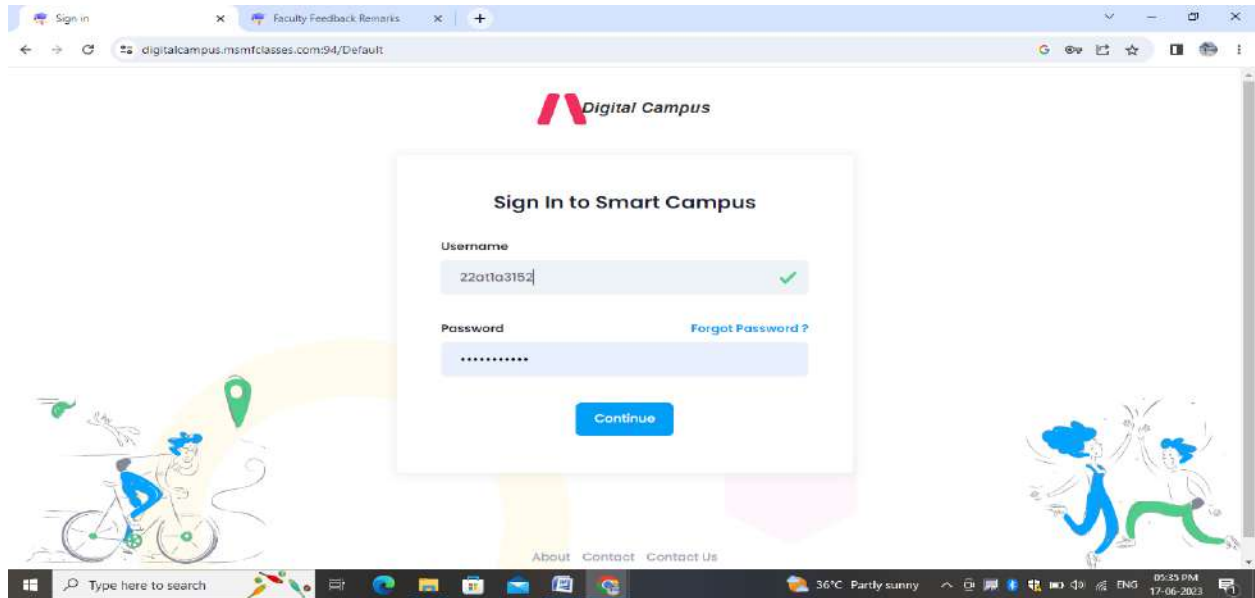 Sign in
Faculty Feedback Remarks
digitalcampus.msmfclasses.com:94/Default
Digital Campus
Sign In to Smart Campus
Username
22at1a3152
Password
Forgot Password ?
•••••••••••
Continue
About Contact Contact Us
Type here to search
36°C Partly sunny
ENG
05:35 PM
17-06-2023